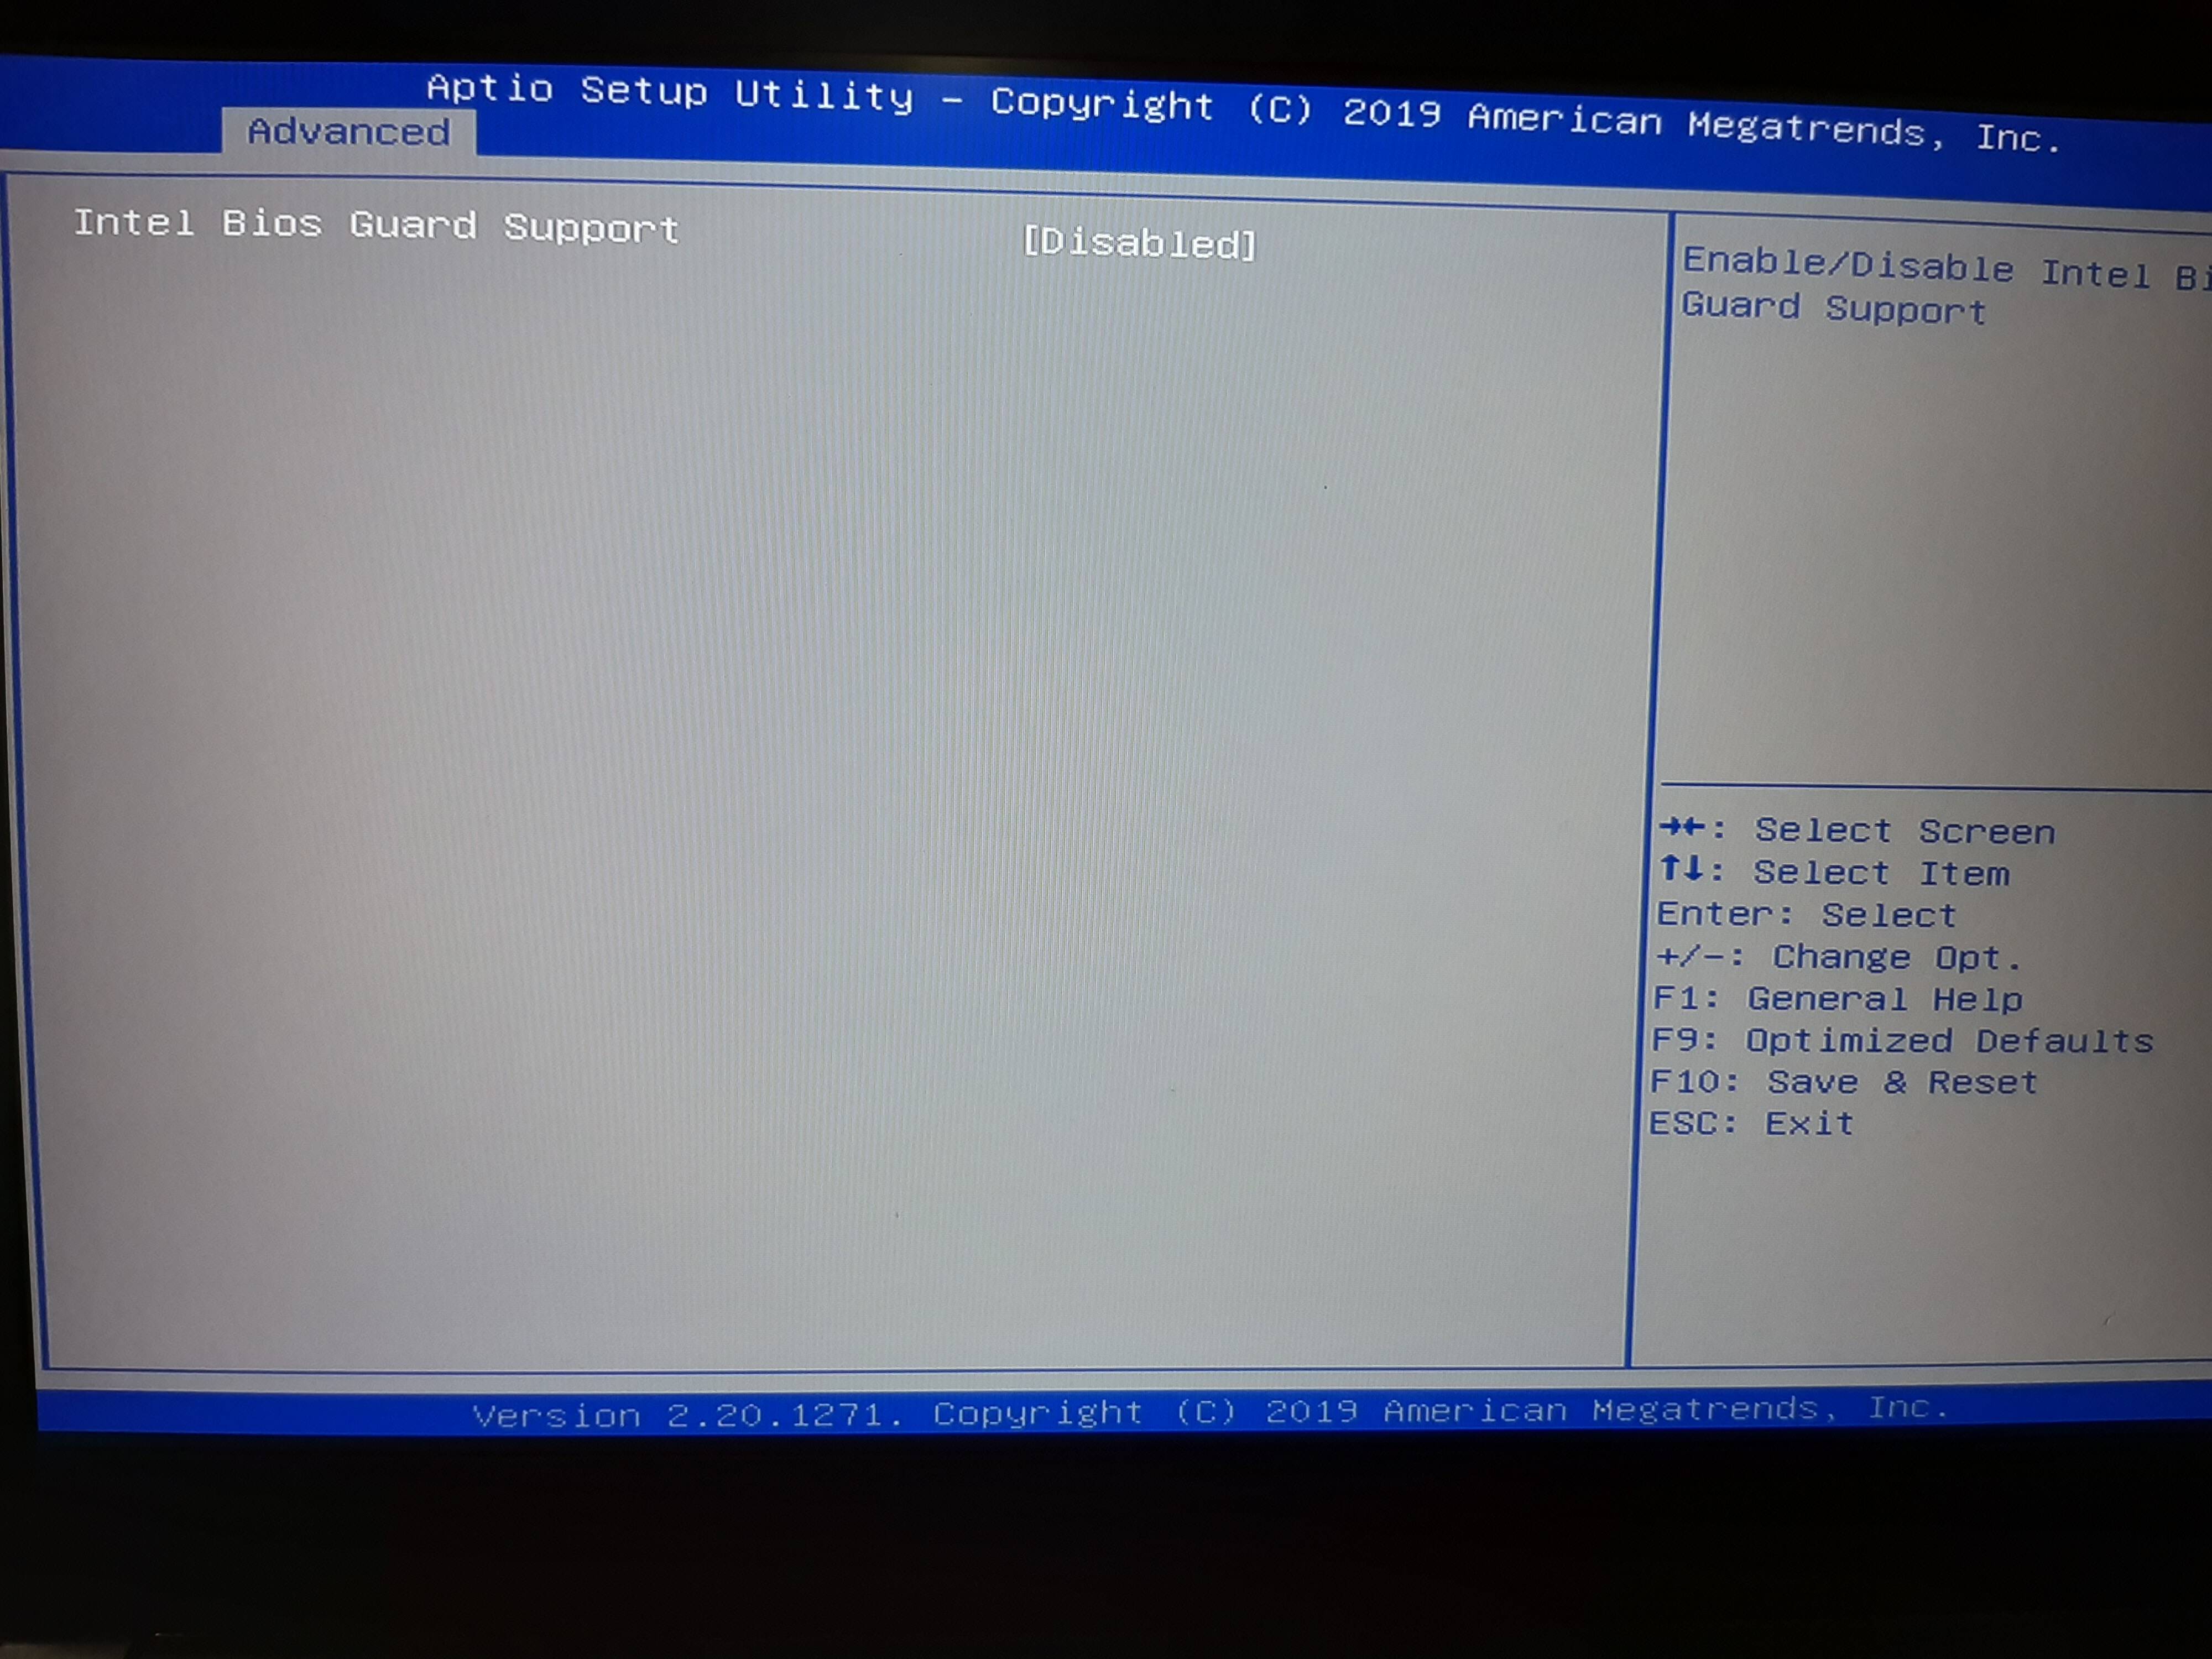 Aptio Setup Utility - Copyright (C) 2019 American Megatrends, Inc.
Advanced
Intel Bios Guard Support [Disabled]
Enable/Disable Intel
Guard Support
→←: Select Screen
↑↓: Select Item
Enter: Select
+/-: Change Opt.
F1: General Help
F9: Optimized Defaults
F10: Save & Reset
ESC: Exit
Version 2.20.1271. Copyright (C) 2019 American Megatrends, Inc.